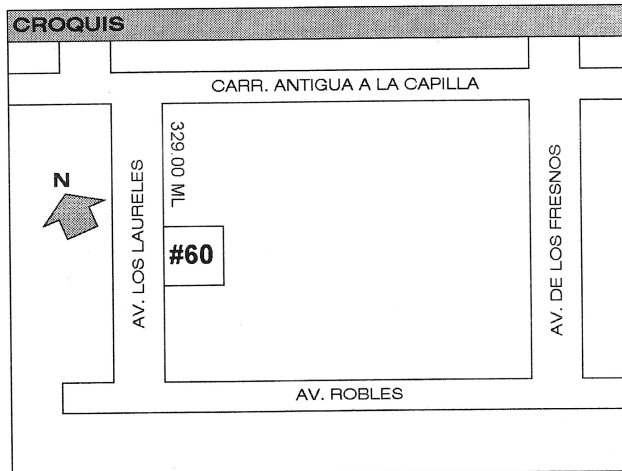 CROQUIS
CARR. ANTIGUA A LA CAPILLA
329.00 ML
N
AV. LOS LAURELES
#60
AV. DE LOS FRESNOS
AV. ROBLES